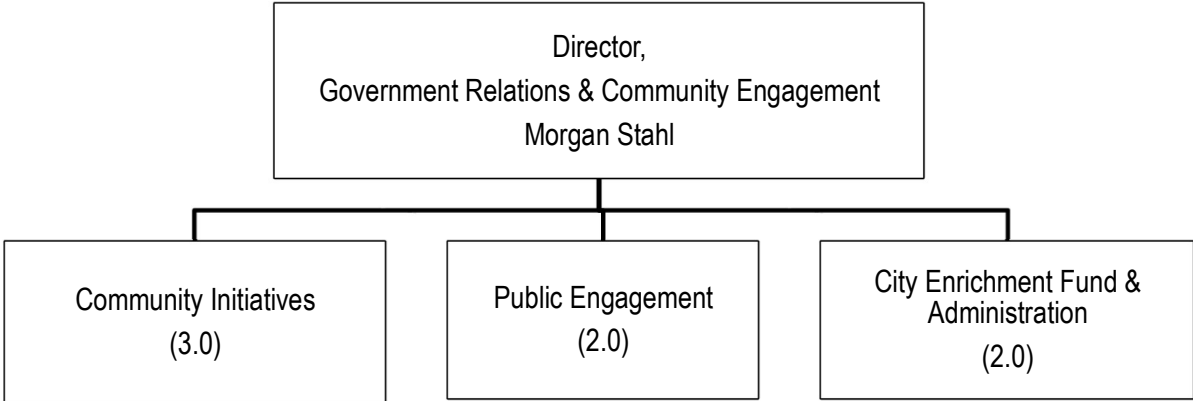 Director,
Government Relations & Community Engagement
Morgan Stahl
Community Initiatives
(3.0)
Public Engagement
(2.0)
City Enrichment Fund &
Administration
(2.0)